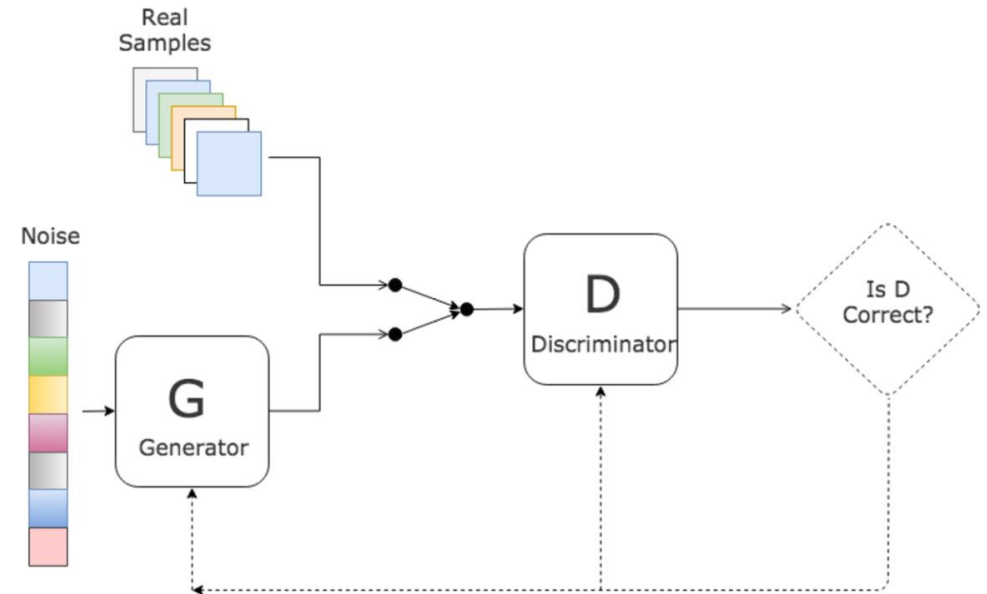 Real
Samples
Noise
G
Generator
D
Discriminator
Is D
Correct?